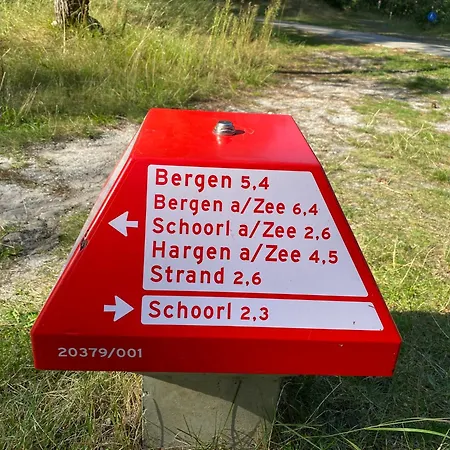 Bergen 5,4
Bergen a/Zee 6,4
Schoorl a/Zee 2,6
Hargen a/Zee 4,5
Strand 2,6
Schoorl 2,3
20379/001